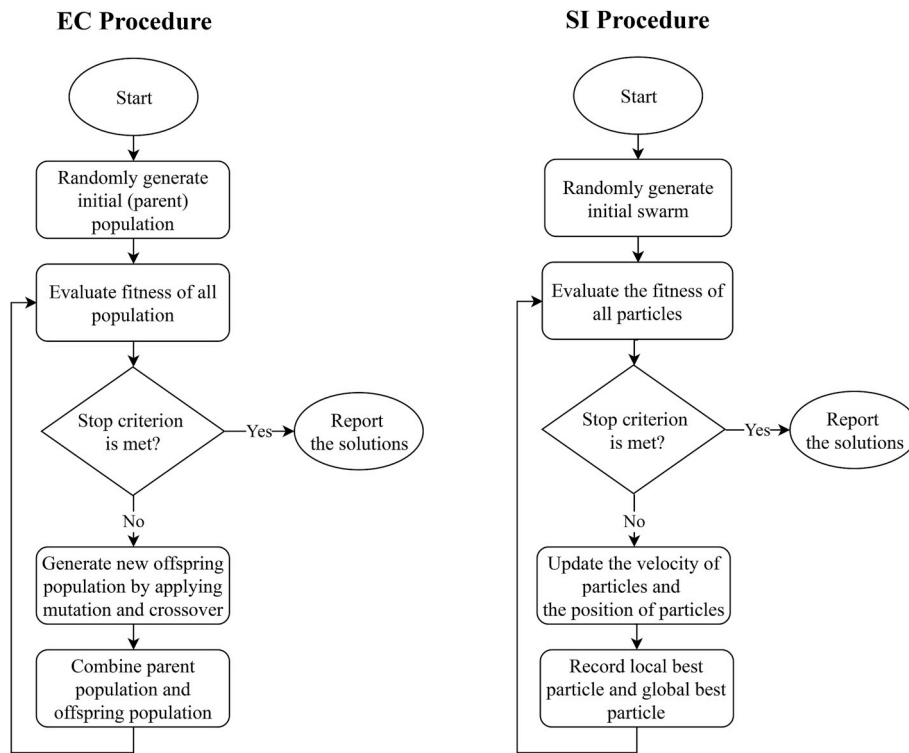 EC Procedure
Start
Randomly generate
initial (parent)
population
Evaluate fitness of all
population
Stop criterion
is met?
Yes
Report
the solutions
No
Generate new offspring
population by applying
mutation and crossover
Combine parent
population and
offspring population
SI Procedure
Start
Randomly generate
initial swarm
Evaluate the fitness of
all particles
Stop criterion
is met?
Yes
Report
the solutions
No
Update the velocity of
particles and
the position of particles
Record local best
particle and global best
particle